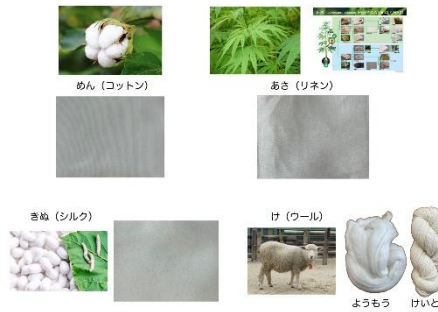 めん（コットン）
あさ（リネン）
きぬ（シルク）
け（ウール）
ようもう
けいと